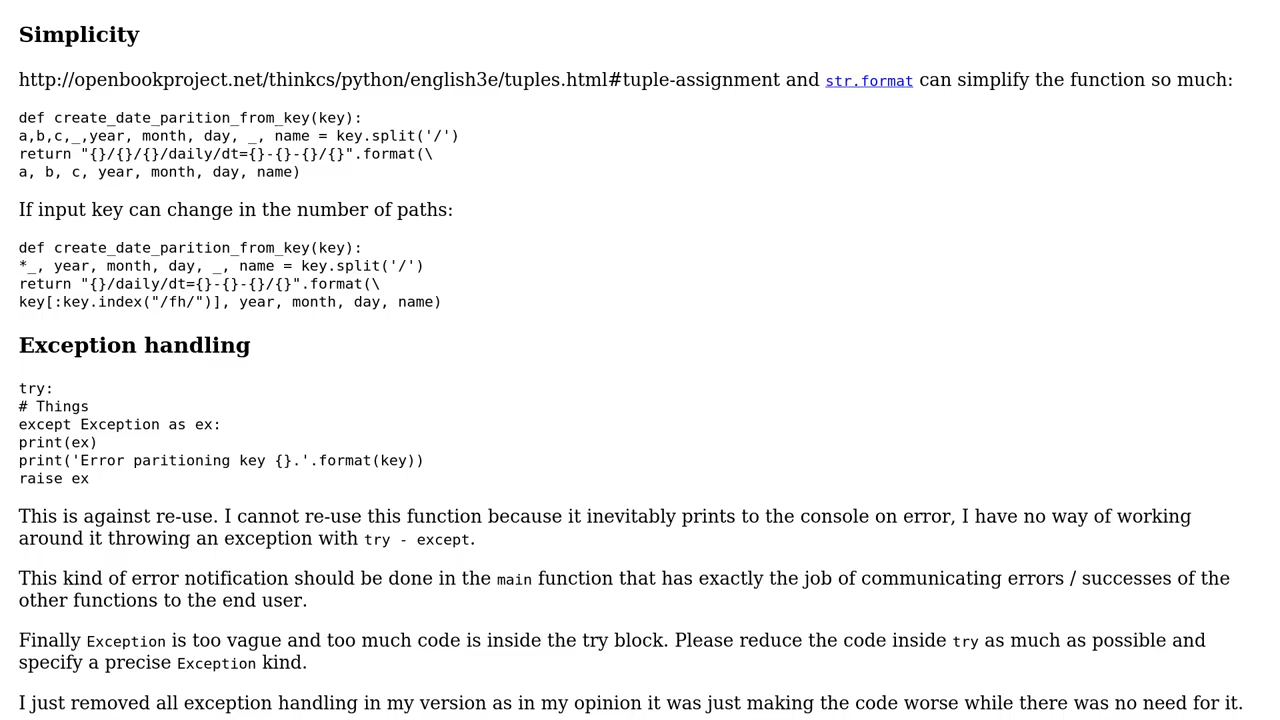 Simplicity
http://openbookproject.net/thinkcs/python/english3e/tuples.html#tuple-assignment and str.format can simplify the function so much:
def create_date_parition_from_key(key):
a,b,c,_,year, month, day, _, name = key.split('/')
return "{}/{}/{}/daily/dt={}-{}-{}/{}".format(\
a, b, c, year, month, day, name)
If input key can change in the number of paths:
def create_date_parition_from_key(key):
*_, year, month, day, _, name = key.split('/')
return "{}/daily/dt={}-{}-{}/{}".format(\
key[:key.index("/fh/")], year, month, day, name)
Exception handling
try:
# Things
except Exception as ex:
print(ex)
print('Error paritioning key {}.'.format(key))
raise ex
This is against re-use. I cannot re-use this function because it inevitably prints to the console on error, I have no way of working
around it throwing an exception with try - except.
This kind of error notification should be done in the main function that has exactly the job of communicating errors / successes of the
other functions to the end user.
Finally Exception is too vague and too much code is inside the try block. Please reduce the code inside try as much as possible and
specify a precise Exception kind.
I just removed all exception handling in my version as in my opinion it was just making the code worse while there was no need for it.